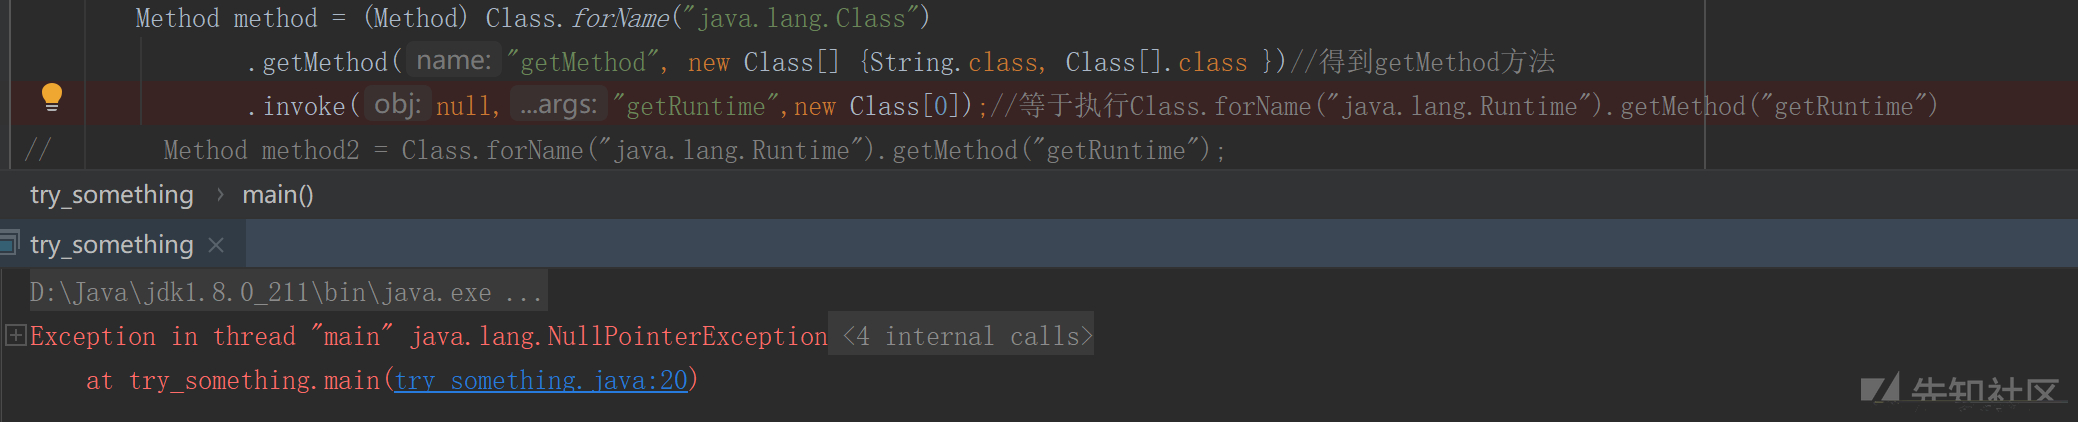 Method method = (Method) Class.forName("java.lang.Class")
.getMethod( name: "getMethod", new Class[] {String.class, Class[].class })//得到getMethod方法
.invoke( obj: null, ...args: "getRuntime",new Class[0]);//等于执行Class.forName("java.lang.Runtime").getMethod("getRuntime")
// Method method2 = Class.forName("java.lang.Runtime").getMethod("getRuntime");
try_something › main()
try_something ×
D:\Java\jdk1.8.0_211\bin\java.exe ...
Exception in thread "main" java.lang.NullPointerException <4 internal calls>
at try_something.main(try_something.java:20)
先知社区